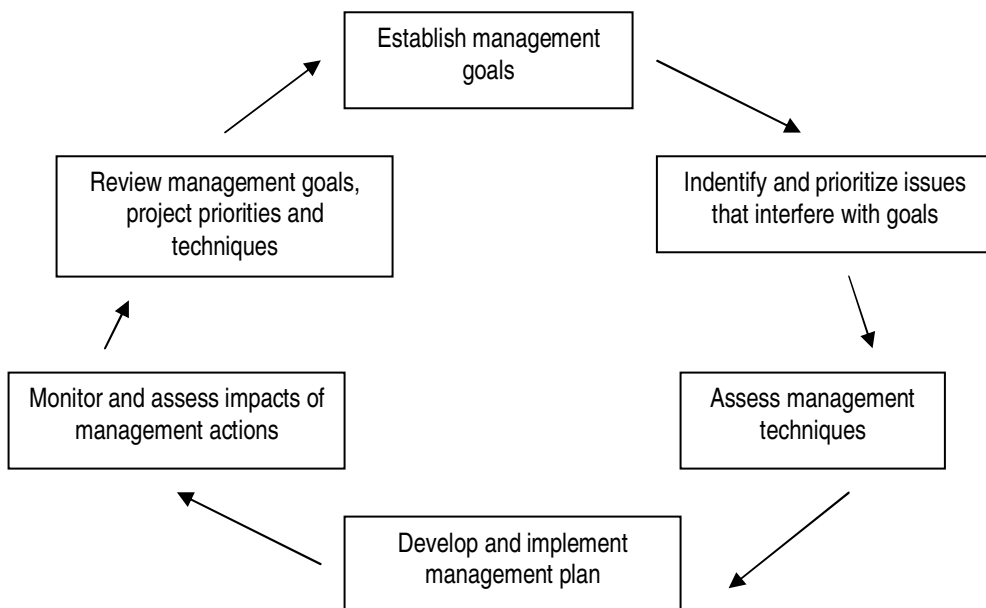 Establish management
goals
Indentify and prioritize issues
that interfere with goals
Assess management
techniques
Develop and implement
management plan
Monitor and assess impacts of
management actions
Review management goals,
project priorities and
techniques